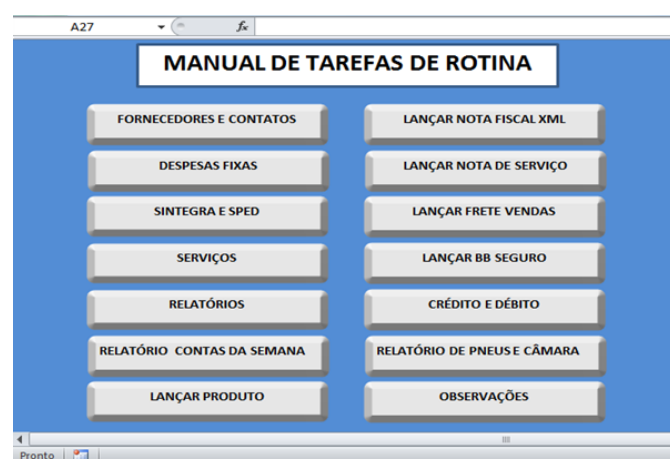 A27
fx
MANUAL DE TAREFAS DE ROTINA
FORNECEDORES E CONTATOS
LANÇAR NOTA FISCAL XML
DESPESAS FIXAS
LANÇAR NOTA DE SERVIÇO
SINTEGRA E SPED
LANÇAR FRETE VENDAS
SERVIÇOS
LANÇAR BB SEGURO
RELATÓRIOS
CRÉDITO E DÉBITO
RELATÓRIO CONTAS DA SEMANA
RELATÓRIO DE PNEUS E CÂMARA
LANÇAR PRODUTO
OBSERVAÇÕES
Pronto